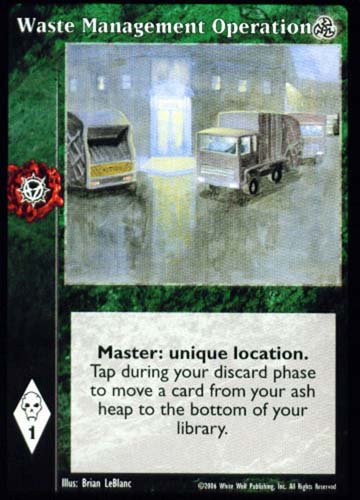 Waste Management Operation
Master: unique location.
Tap during your discard phase
to move a card from your ash
heap to the bottom of your
library.
1
Illus: Brian LeBlanc
©2006 White Wolf Publishing, Inc. All Rights Reserved